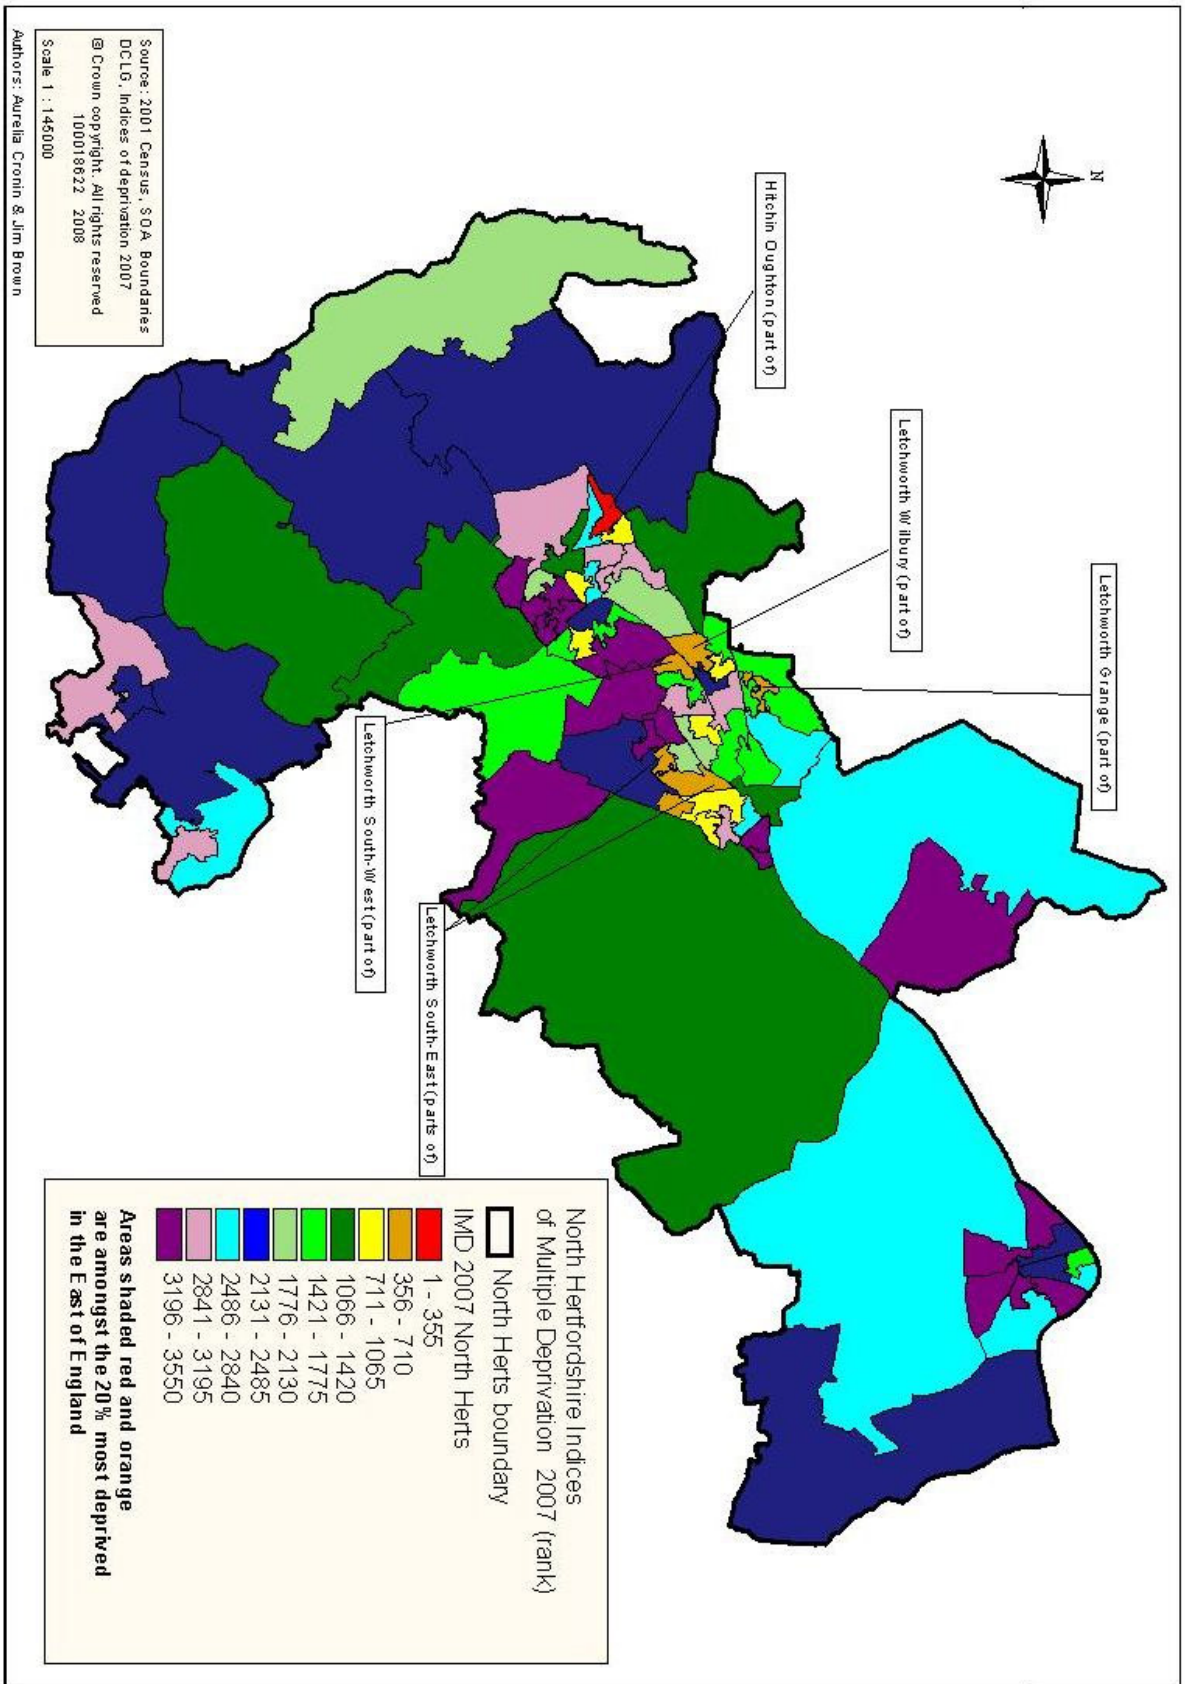 N
Hitchin Oughton (part of)
Letchworth Wilbury (part of)
Letchworth Grange (part of)
Letchworth South-West (part of)
Letchworth South-East (parts of)
Source: 2001 Census, SOA Boundaries
DCLG, Indices of deprivation 2007
@ Crown copyright. All rights reserved
100018622 2008
Scale 1 : 145000
Authors: Aurelia Cronin & Jim Brown
North Hertfordshire Indices
of Multiple Deprivation 2007 (rank)
North Herts boundary
IMD 2007 North Herts
1 - 355
356 - 710
711 - 1065
1066 - 1420
1421 - 1775
1776 - 2130
2131 - 2485
2486 - 2840
2841 - 3195
3196 - 3550
Areas shaded red and orange
are amongst the 20% most deprived
in the East of England